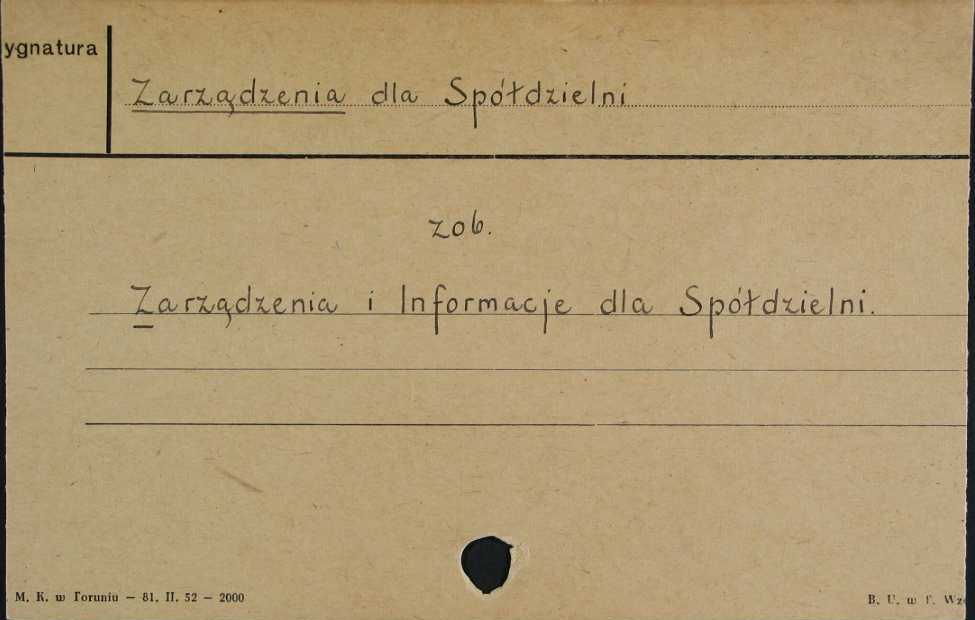 ygnatura
Zarządzenia dla Spółdzielni
zob.
Zarządzenia i Informacje dla Spółdzielni.
M. K. w Toruniu — 81. II. 52 — 2000
B. U. w T. Wz